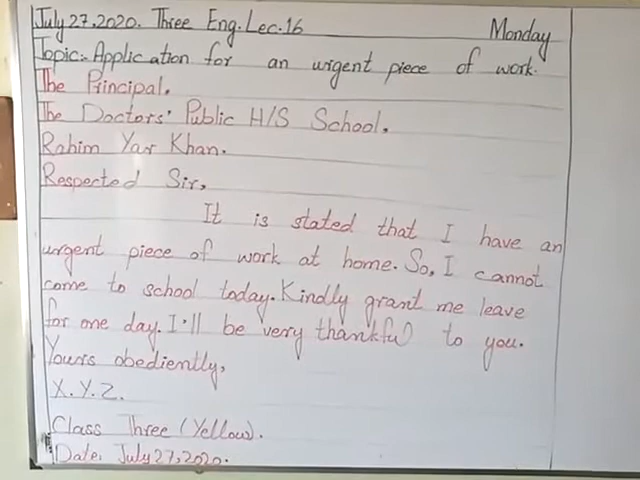 July 27, 2020. Three Eng. Lec. 16 Monday
Topic:- Application for an urgent piece of work.
The Principal,
The Doctors' Public H/S School,
Rahim Yar Khan.
Respected Sir,
It is stated that I have an
urgent piece of work at home. So, I cannot
come to school today. Kindly grant me leave
for one day. I'll be very thankful to you.
Yours obediently,
X.Y.Z.
Class Three (Yellow).
Date, July 27, 2020.